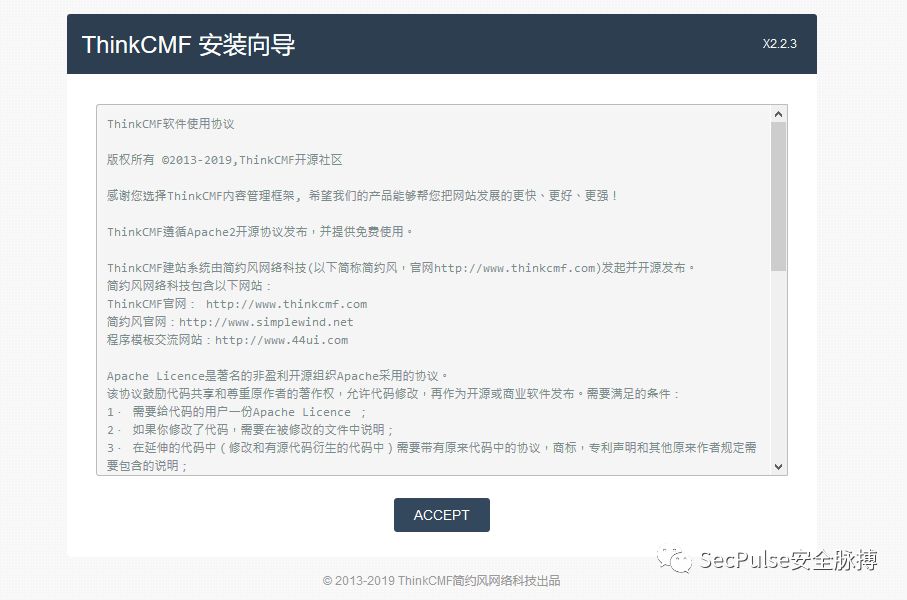 ThinkCMF 安装向导
X2.2.3
ThinkCMF软件使用协议
版权所有 ©2013-2019,ThinkCMF开源社区
感谢您选择ThinkCMF内容管理框架, 希望我们的产品能够帮您把网站发展的更快、更好、更强！
ThinkCMF遵循Apache2开源协议发布，并提供免费使用。
ThinkCMF建站系统由简约风网络科技(以下简称简约风，官网http://www.thinkcmf.com)发起并开源发布。
简约风网络科技包含以下网站：
ThinkCMF官网： http://www.thinkcmf.com
简约风官网：http://www.simplewind.net
程序模板交流网站：http://www.44ui.com
Apache Licence是著名的非盈利开源组织Apache采用的协议。
该协议鼓励代码共享和尊重原作者的著作权，允许代码修改，再作为开源或商业软件发布。需要满足的条件：
1． 需要给代码的用户一份Apache Licence ；
2． 如果你修改了代码，需要在被修改的文件中说明；
3． 在延伸的代码中（修改和有源代码衍生的代码中）需要带有原来代码中的协议，商标，专利声明和其他原来作者规定需
要包含的说明；
ACCEPT
SecPulse安全脉搏
© 2013-2019 ThinkCMF简约风网络科技出品